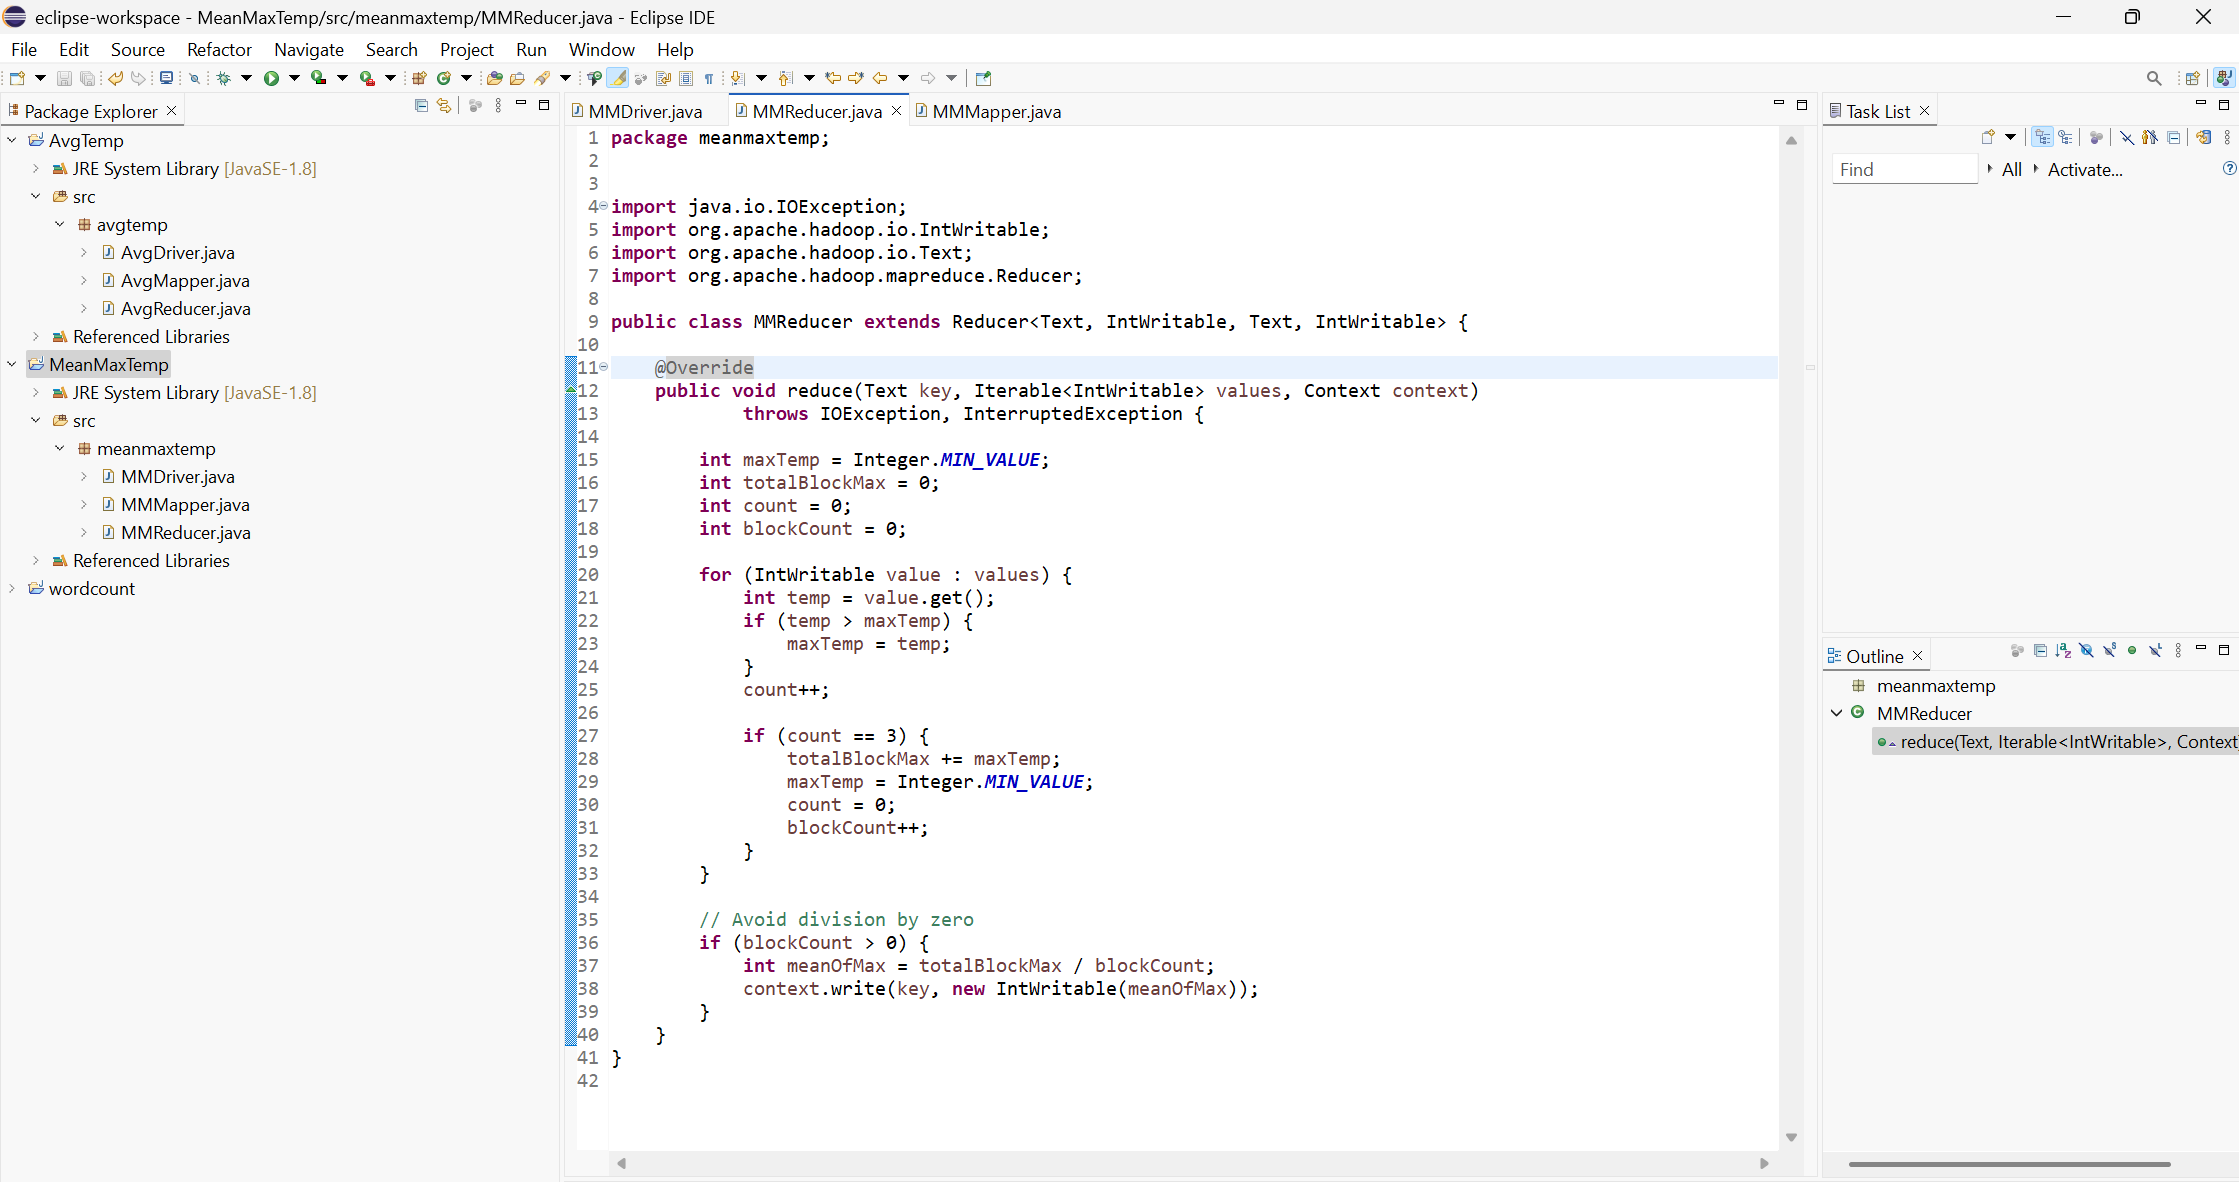 eclipse-workspace - MeanMaxTemp/src/meanmaxtemp/MMReducer.java - Eclipse IDE
File Edit Source Refactor Navigate Search Project Run Window Help
Package Explorer
AvgTemp
JRE System Library [JavaSE-1.8]
src
avgtemp
AvgDriver.java
AvgMapper.java
AvgReducer.java
Referenced Libraries
MeanMaxTemp
JRE System Library [JavaSE-1.8]
src
meanmaxtemp
MMDriver.java
MMMapper.java
MMReducer.java
Referenced Libraries
wordcount
MMDriver.java MMReducer.java MMMapper.java
1 package meanmaxtemp;
2
3
4 import java.io.IOException;
5 import org.apache.hadoop.io.IntWritable;
6 import org.apache.hadoop.io.Text;
7 import org.apache.hadoop.mapreduce.Reducer;
8
9 public class MMReducer extends Reducer<Text, IntWritable, Text, IntWritable> {
10
11     @Override
12     public void reduce(Text key, Iterable<IntWritable> values, Context context)
13             throws IOException, InterruptedException {
14
15         int maxTemp = Integer.MIN_VALUE;
16         int totalBlockMax = 0;
17         int count = 0;
18         int blockCount = 0;
19
20         for (IntWritable value : values) {
21             int temp = value.get();
22             if (temp > maxTemp) {
23                 maxTemp = temp;
24             }
25             count++;
26
27             if (count == 3) {
28                 totalBlockMax += maxTemp;
29                 maxTemp = Integer.MIN_VALUE;
30                 count = 0;
31                 blockCount++;
32             }
33         }
34
35         // Avoid division by zero
36         if (blockCount > 0) {
37             int meanOfMax = totalBlockMax / blockCount;
38             context.write(key, new IntWritable(meanOfMax));
39         }
40     }
41 }
42
Task List
Find All Activate...
Outline
meanmaxtemp
MMReducer
reduce(Text, Iterable<IntWritable>, Context